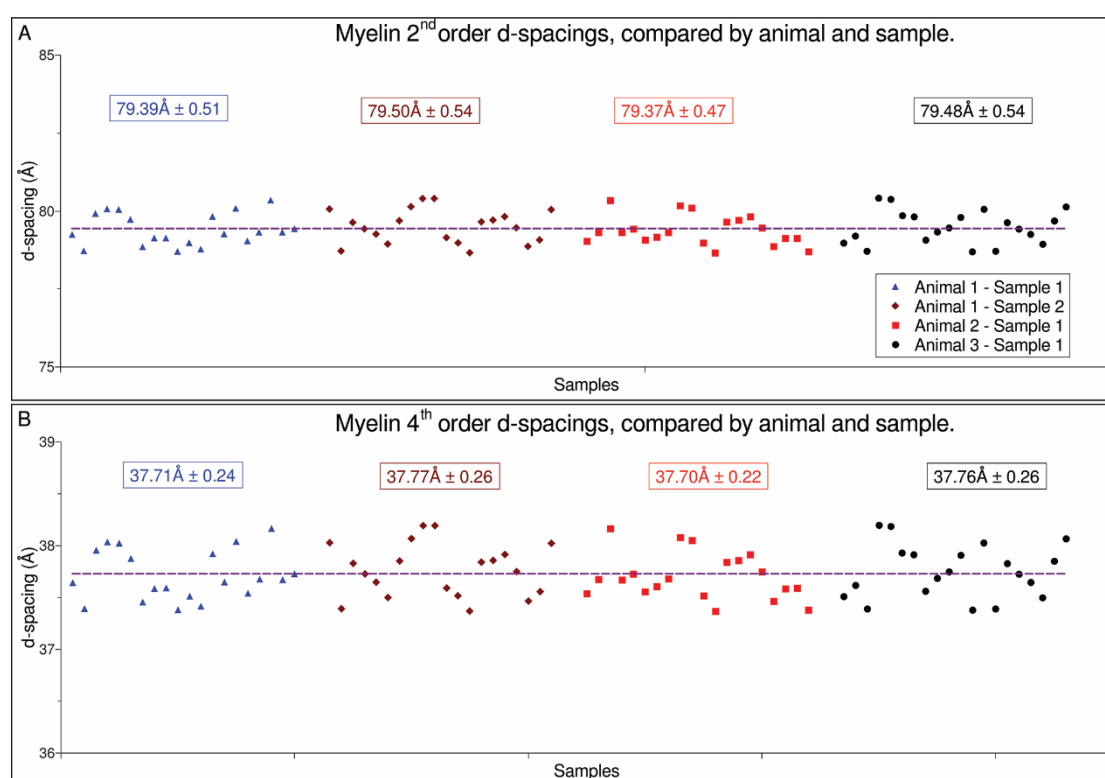 A
Myelin 2nd order d-spacings, compared by animal and sample.
85
79.39Å ± 0.51
79.50Å ± 0.54
79.37Å ± 0.47
79.48Å ± 0.54
d-spacing (Å)
80
Animal 1 - Sample 1
Animal 1 - Sample 2
Animal 2 - Sample 1
Animal 3 - Sample 1
75
Samples
B
Myelin 4th order d-spacings, compared by animal and sample.
39
37.71Å ± 0.24
37.77Å ± 0.26
37.70Å ± 0.22
37.76Å ± 0.26
d-spacing (Å)
38
37
36
Samples